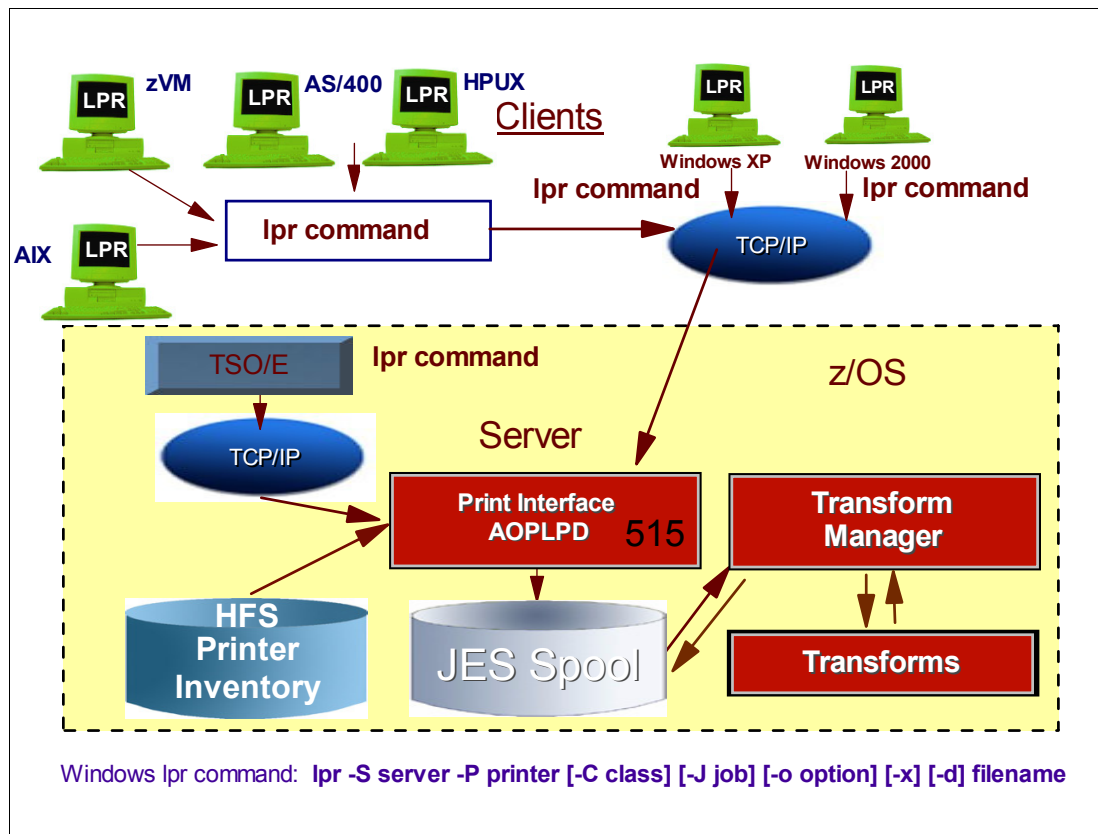 zVM
AS/400
HPUX
LPR
LPR
LPR
LPR
LPR
Clients
Windows XP
Windows 2000
lpr command
lpr command
lpr command
TCP/IP
AIX
LPR
TSO/E
lpr command
z/OS
TCP/IP
Server
Print Interface
AOPLPD
515
Transform
Manager
HFS
Printer
Inventory
JES Spool
Transforms
Windows lpr command: lpr -S server -P printer [-C class] [-J job] [-o option] [-x] [-d] filename